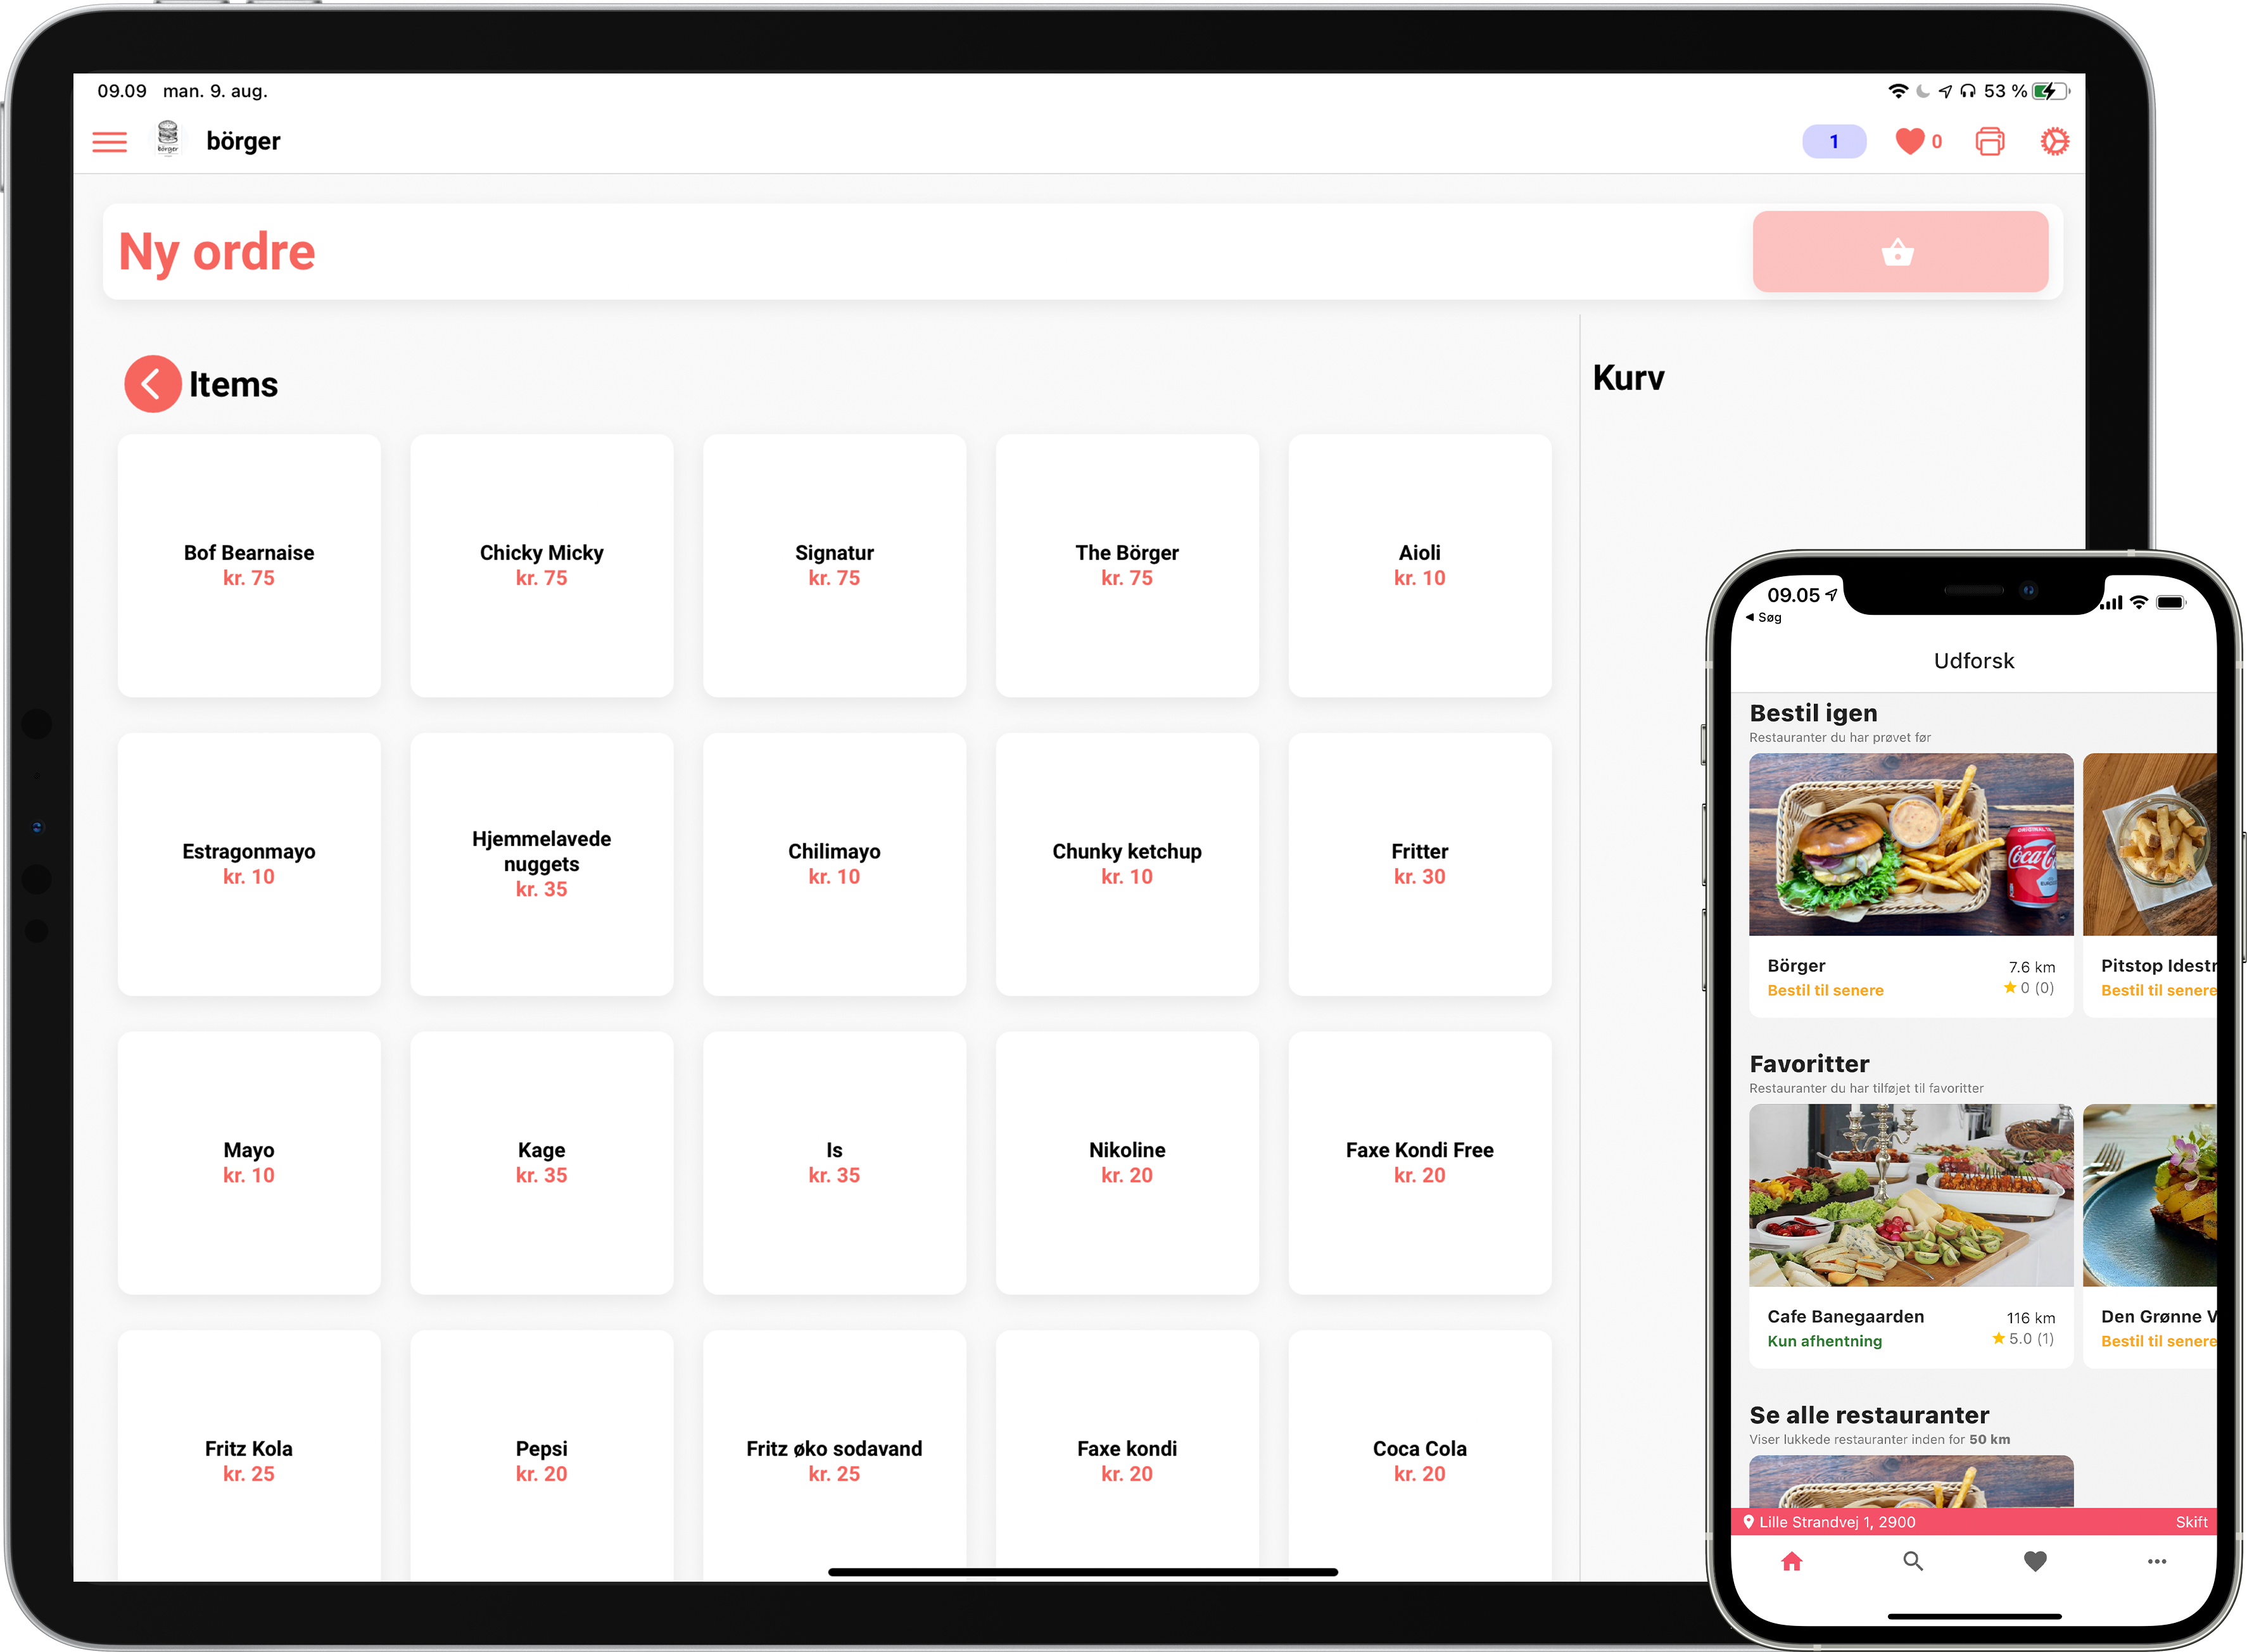 09.09 man. 9. aug.
53 %
börger
börger
1
0
Ny ordre
Items
Kurv
Bof Bearnaise
kr. 75
Chicky Micky
kr. 75
Signatur
kr. 75
The Börger
kr. 75
Aioli
kr. 10
Estragonmayo
kr. 10
Hjemmelavede
nuggets
kr. 35
Chilimayo
kr. 10
Chunky ketchup
kr. 10
Fritter
kr. 30
Mayo
kr. 10
Kage
kr. 35
Is
kr. 35
Nikoline
kr. 20
Faxe Kondi Free
kr. 20
Fritz Kola
kr. 25
Pepsi
kr. 20
Fritz øko sodavand
kr. 25
Faxe kondi
kr. 20
Coca Cola
kr. 20
09.05
Søg
Udforsk
Bestil igen
Restauranter du har prøvet før
Börger
7.6 km
Bestil til senere
0 (0)
Pitstop Idestr
Bestil til senere
Favoritter
Restauranter du har tilføjet til favoritter
Cafe Banegaarden
116 km
Kun afhentning
5.0 (1)
Den Grønne V
Bestil til senere
Se alle restauranter
Viser lukkede restauranter inden for 50 km
Lille Strandvej 1, 2900
Skift